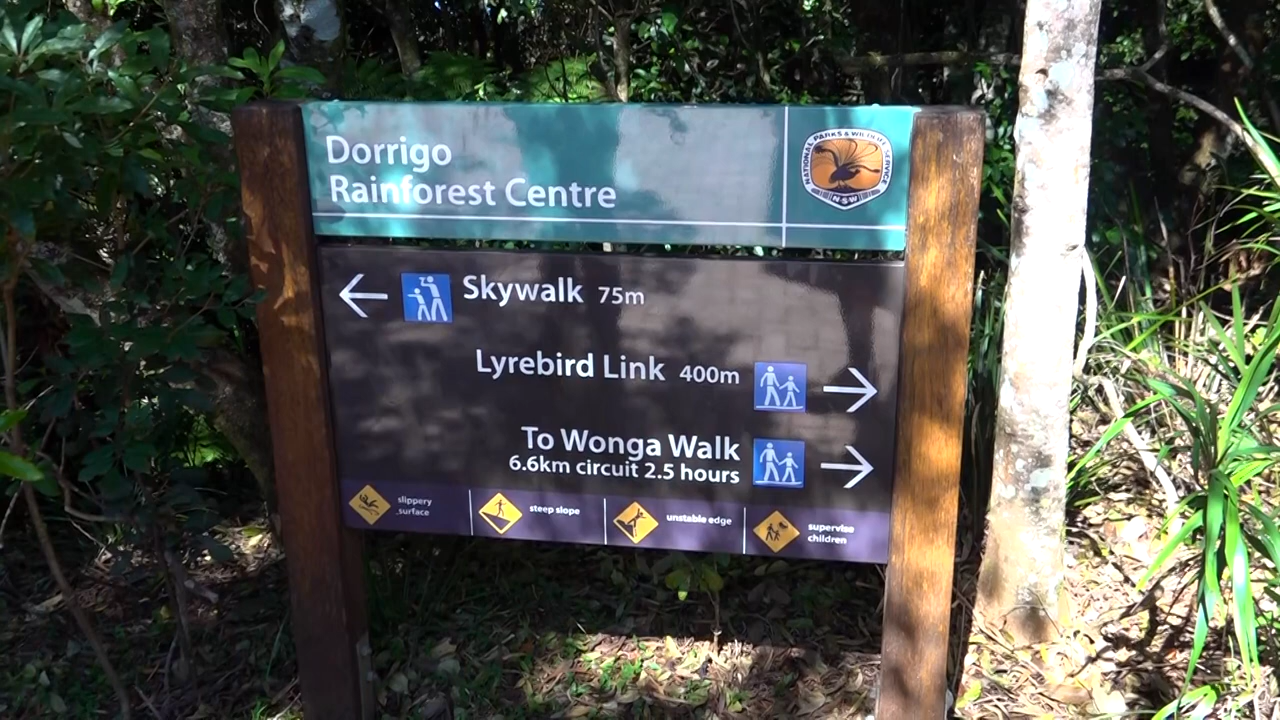 Dorrigo
Rainforest Centre
NATIONAL PARKS & WILDLIFE SERVICE
NSW
Skywalk 75m
Lyrebird Link 400m
To Wonga Walk
6.6km circuit 2.5 hours
slippery
surface
steep slope
unstable edge
supervise
children